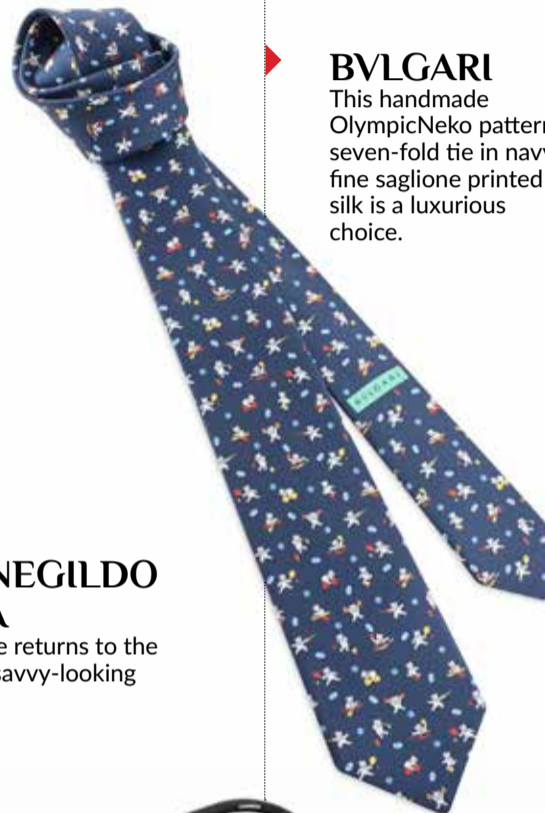 BVLGARI
This handmade
OlympicNeko pattern
seven-fold tie in navy
fine saglione printed
silk is a luxurious
choice.
BVLGARI
NEGILDO
A
e returns to the
savvy-looking